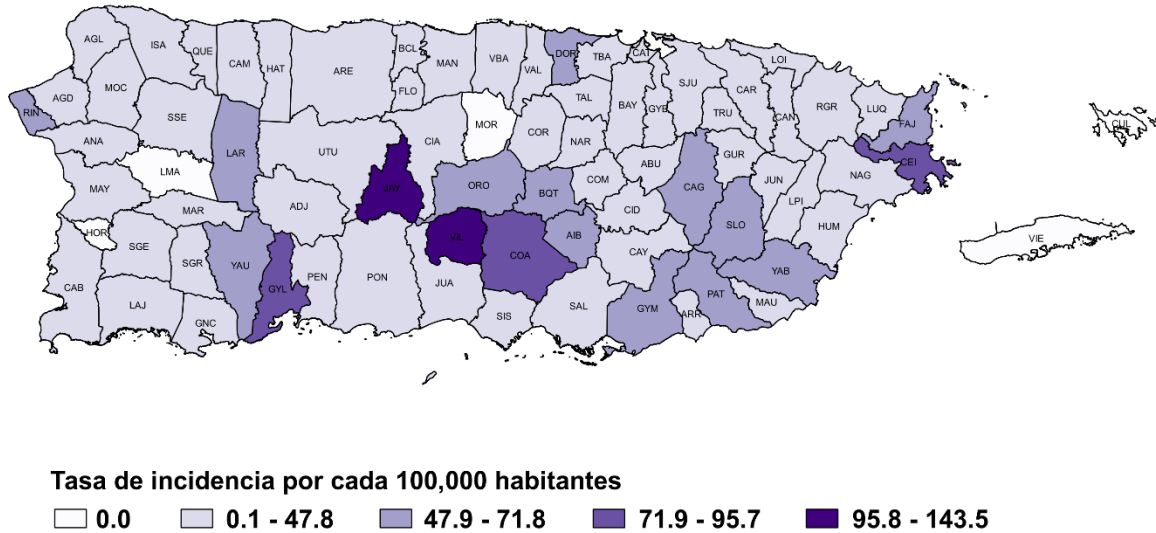 AGL
ISA
QUE
CAM
HAT
ARE
BCL
MAN
VBA
VAL
DOR
TBA
CAT
SJU
LOI
CAR
CAN
RGR
LUQ
FAJ
CUL
RIN
AGD
MOC
FLO
TAL
BAY
GYB
TRU
SSE
MOR
COR
NAR
ANA
LAR
UTU
CIA
ABU
GUR
CEI
LMA
COM
JUN
NAG
MAY
JAY
ORO
BQT
CAG
MAR
ADJ
CID
SLO
LPI
HUM
HOR
SGE
VIL
COA
AIB
CAY
VIE
CAB
SGR
YAU
GYL
PEN
PON
JUA
YAB
LAJ
GNC
SIS
SAL
GYM
ARR
PAT
MAU
Tasa de incidencia por cada 100,000 habitantes
0.0 0.1 - 47.8 47.9 - 71.8 71.9 - 95.7 95.8 - 143.5